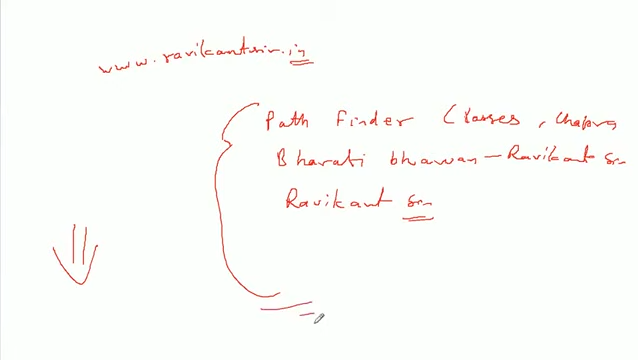 www.ravikantsir.in
Path Finder Classes, Chapra
Bharati bhawan - Ravikant Sir
Ravikant Sir